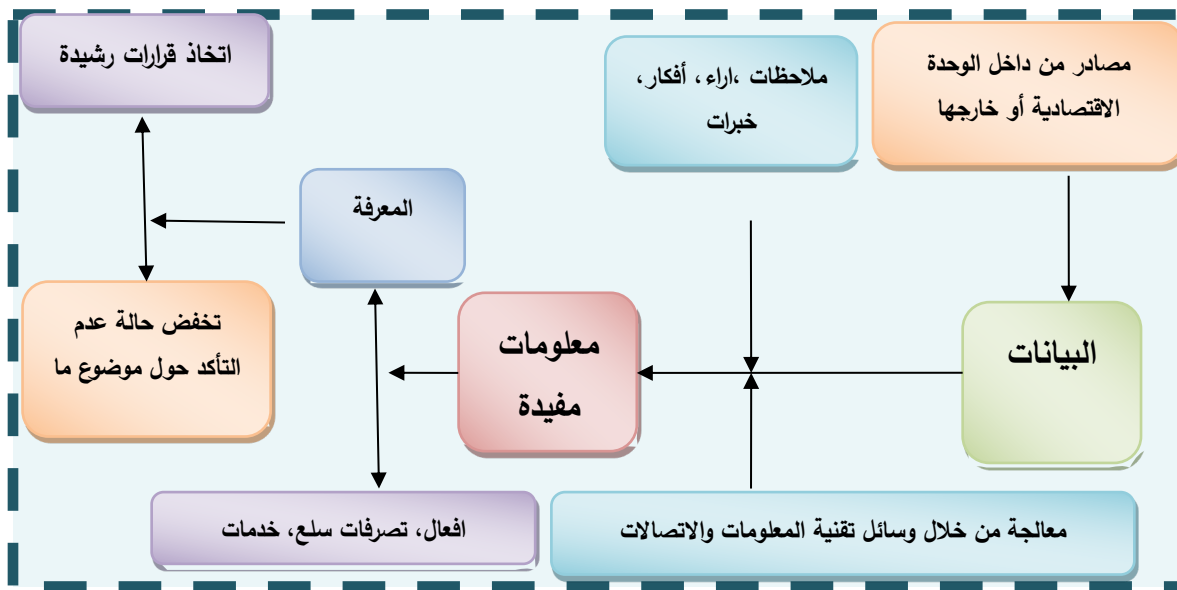 مصادر من داخل الوحدة
الاقتصادية أو خارجها
ملاحظات ،اراء، أفكار،
خبرات
اتخاذ قرارات رشيدة
المعرفة
البيانات
معلومات
مفيدة
تخفض حالة عدم
التأكد حول موضوع ما
معالجة من خلال وسائل تقنية المعلومات والاتصالات
افعال، تصرفات سلع، خدمات